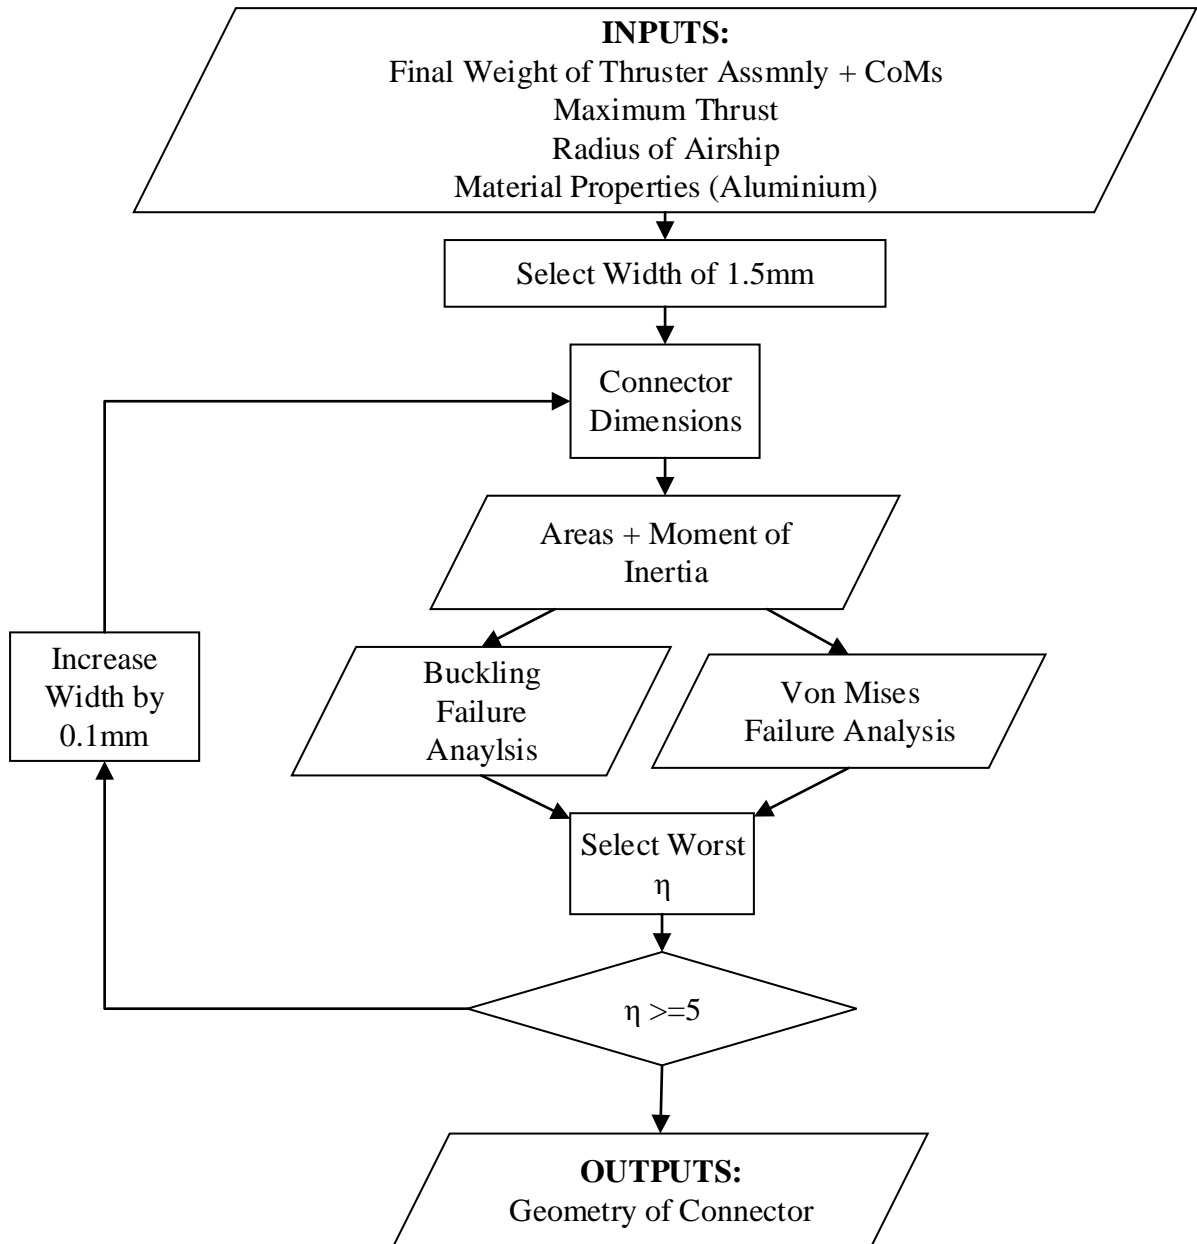 INPUTS:
Final Weight of Thruster Assmnly + CoMs
Maximum Thrust
Radius of Airship
Material Properties (Aluminium)
Select Width of 1.5mm
Connector
Dimensions
Areas + Moment of
Inertia
Increase
Width by
0.1mm
Buckling
Failure
Anaylsis
Von Mises
Failure Analysis
Select Worst
η
η >=5
OUTPUTS:
Geometry of Connector